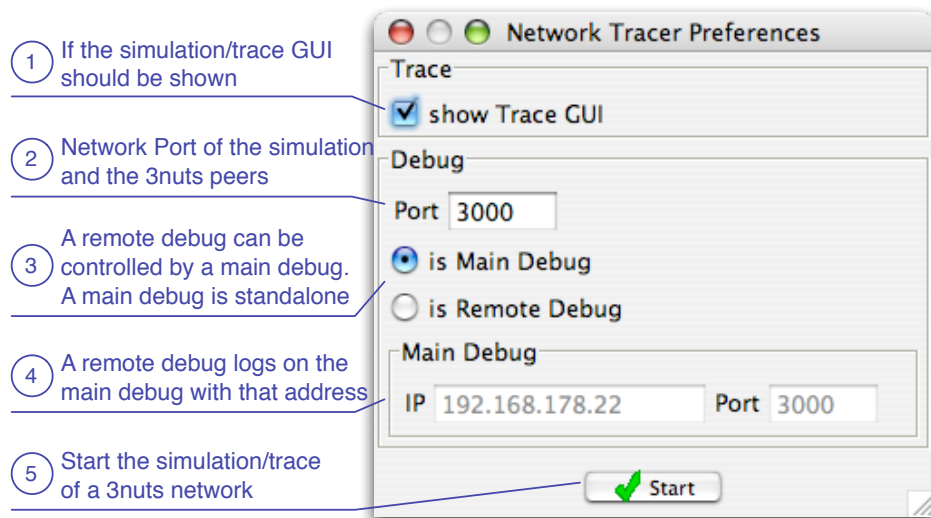 Network Tracer Preferences
1
If the simulation/trace GUI
should be shown
Trace
show Trace GUI
2
Network Port of the simulation
and the 3nuts peers
Debug
Port 3000
3
A remote debug can be
controlled by a main debug.
A main debug is standalone
is Main Debug
is Remote Debug
4
A remote debug logs on the
main debug with that address
Main Debug
IP 192.168.178.22 Port 3000
5
Start the simulation/trace
of a 3nuts network
Start